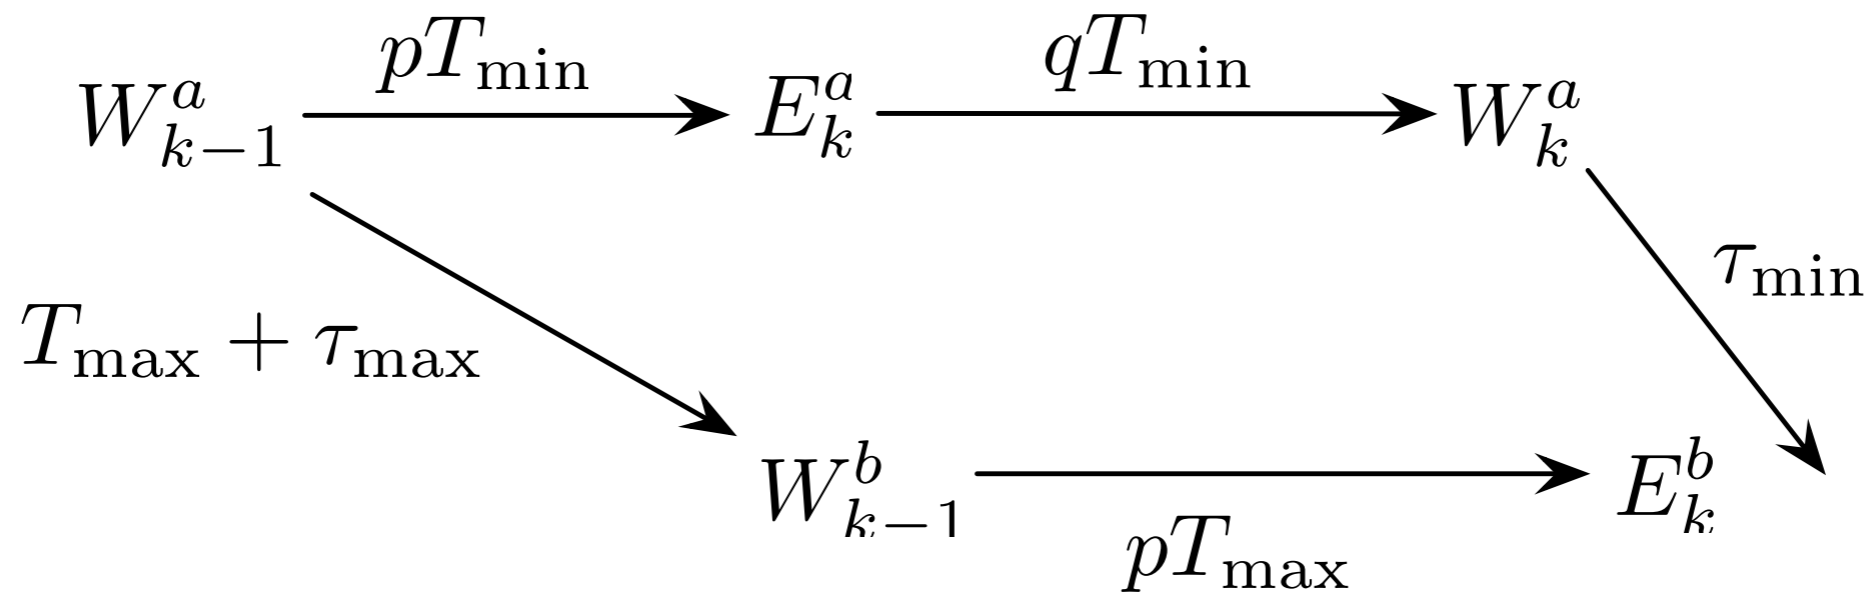 pT_min qT_min
W^a_{k−1} E^a_k W^a_k
τ_min
T_max + τ_max
W^b_{k−1} E^b_k
pT_max